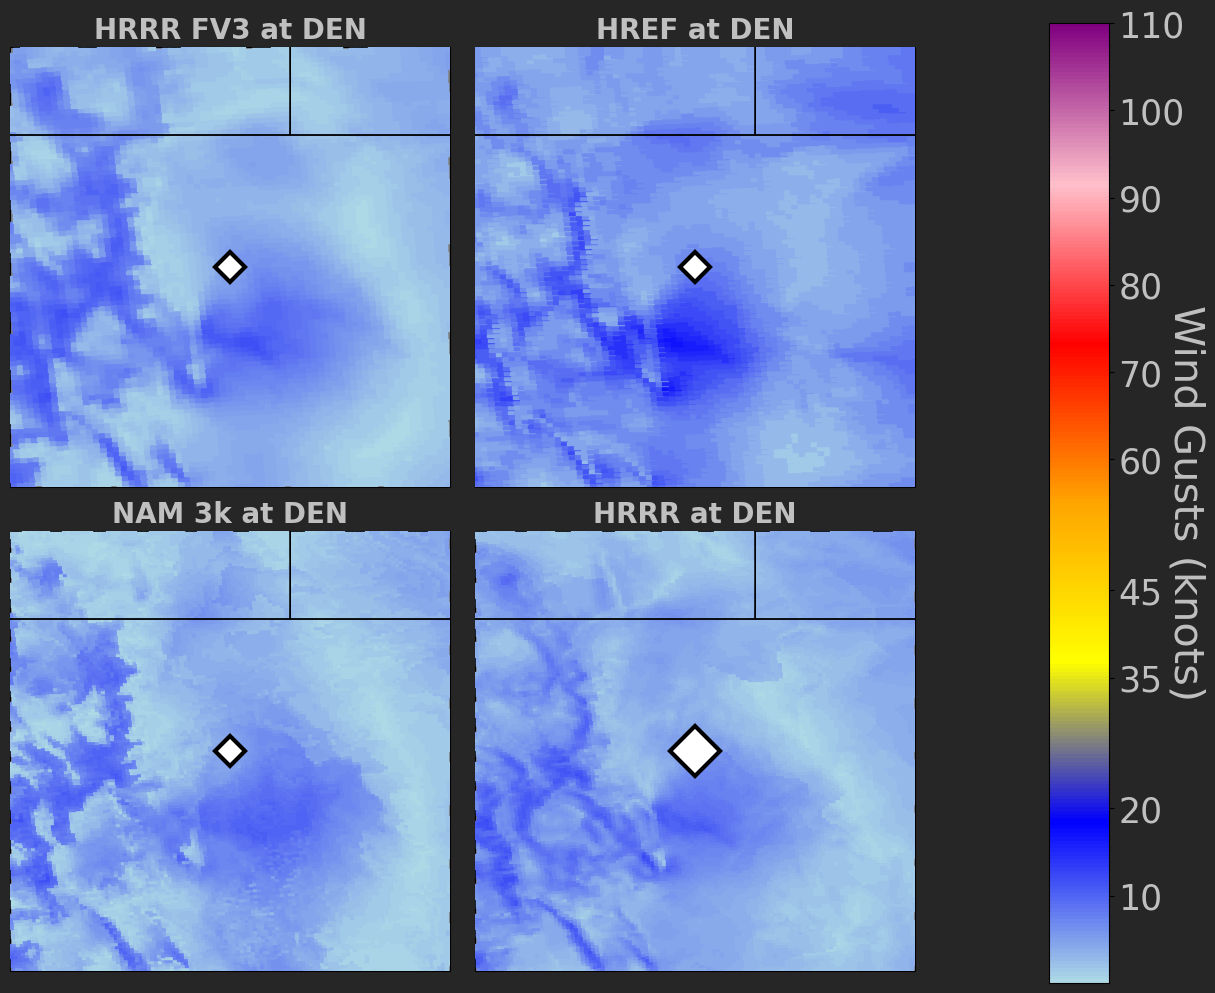 HRRR FV3 at DEN
HREF at DEN
NAM 3k at DEN
HRRR at DEN
110
100
90
80
70
60
45
35
20
10
Wind Gusts (knots)